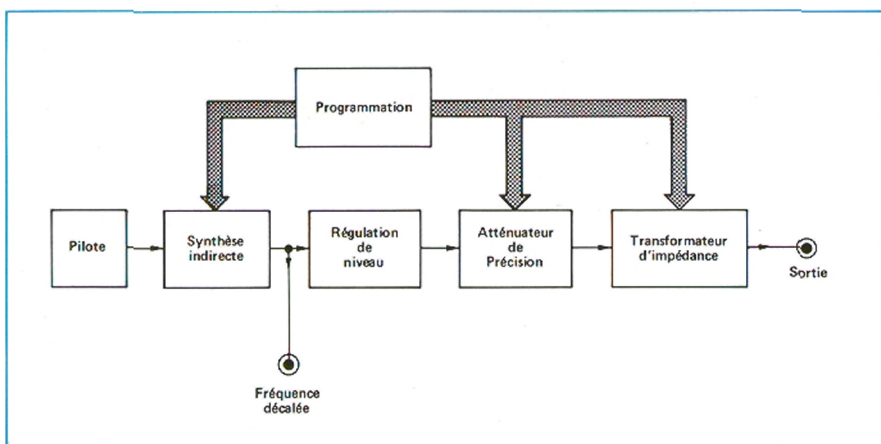 Programmation
Pilote
Synthèse
indirecte
Régulation
de
niveau
Atténuateur
de
Précision
Transformateur
d'impédance
Sortie
Fréquence
décalée